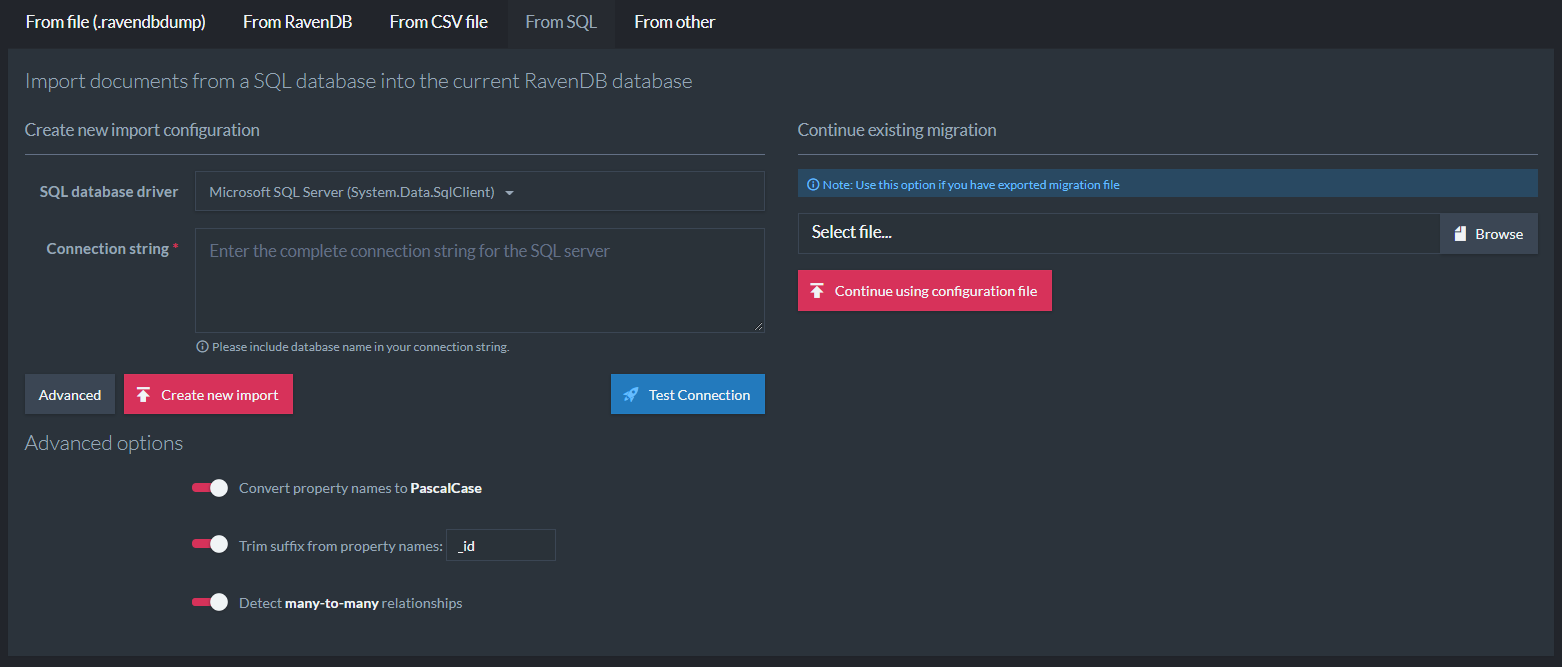 From file (.ravendbdump) From RavenDB From CSV file From SQL From other
Import documents from a SQL database into the current RavenDB database
Create new import configuration
SQL database driver Microsoft SQL Server (System.Data.SqlClient)
Connection string * Enter the complete connection string for the SQL server
Please include database name in your connection string.
Advanced Create new import Test Connection
Advanced options
Convert property names to PascalCase
Trim suffix from property names: _id
Detect many-to-many relationships
Continue existing migration
Note: Use this option if you have exported migration file
Select file... Browse
Continue using configuration file